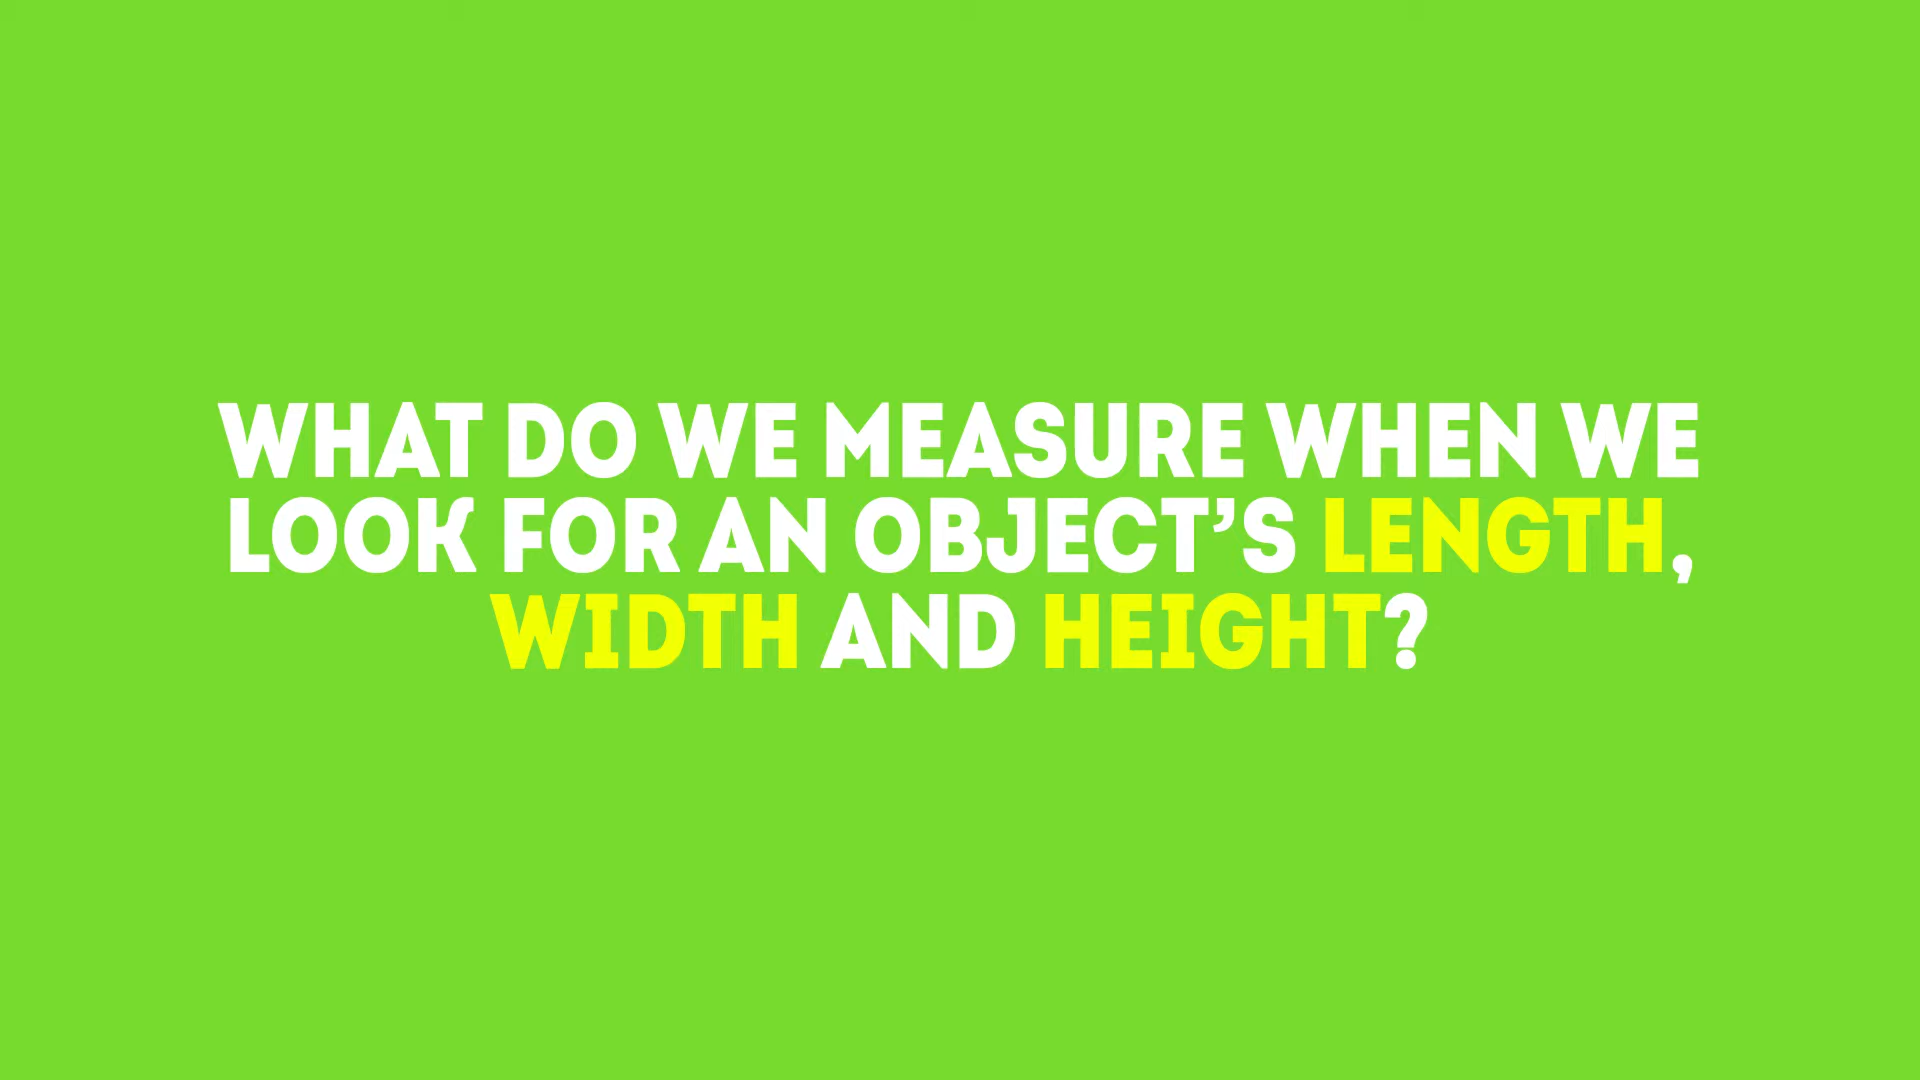 WHAT DO WE MEASURE WHEN WE
LOOK FOR AN OBJECT’S LENGTH,
WIDTH AND HEIGHT?